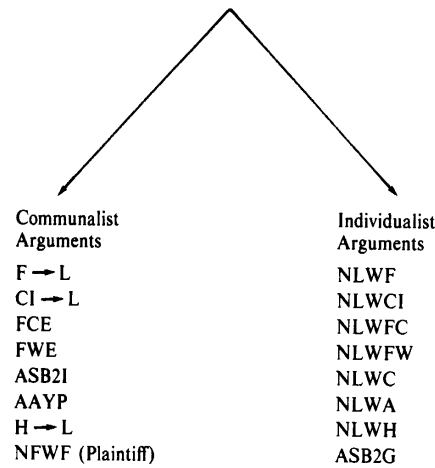 Communalist
Arguments
F → L
CI → L
FCE
FWE
ASB2I
AAYP
H → L
NFWF (Plaintiff)
Individualist
Arguments
NLWF
NLWCI
NLWFC
NLWFW
NLWC
NLWA
NLWH
ASB2G